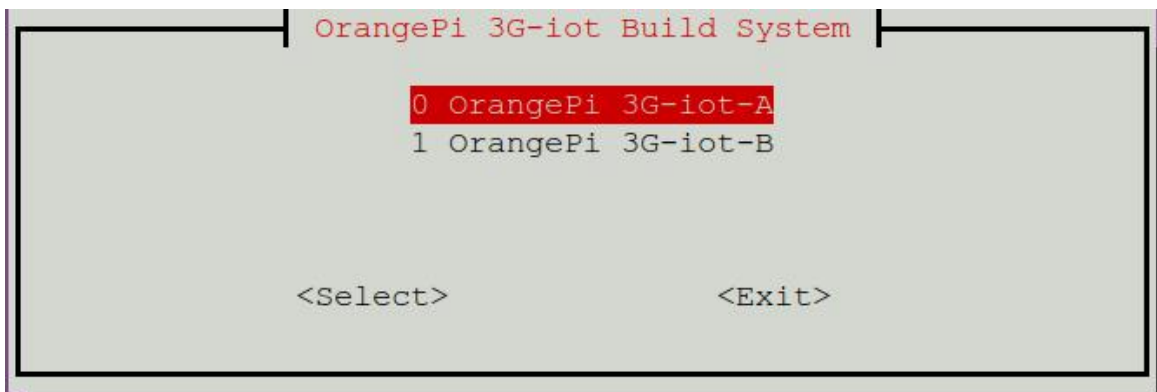 OrangePi 3G-iot Build System
0 OrangePi 3G-iot-A
1 OrangePi 3G-iot-B
<Select> <Exit>